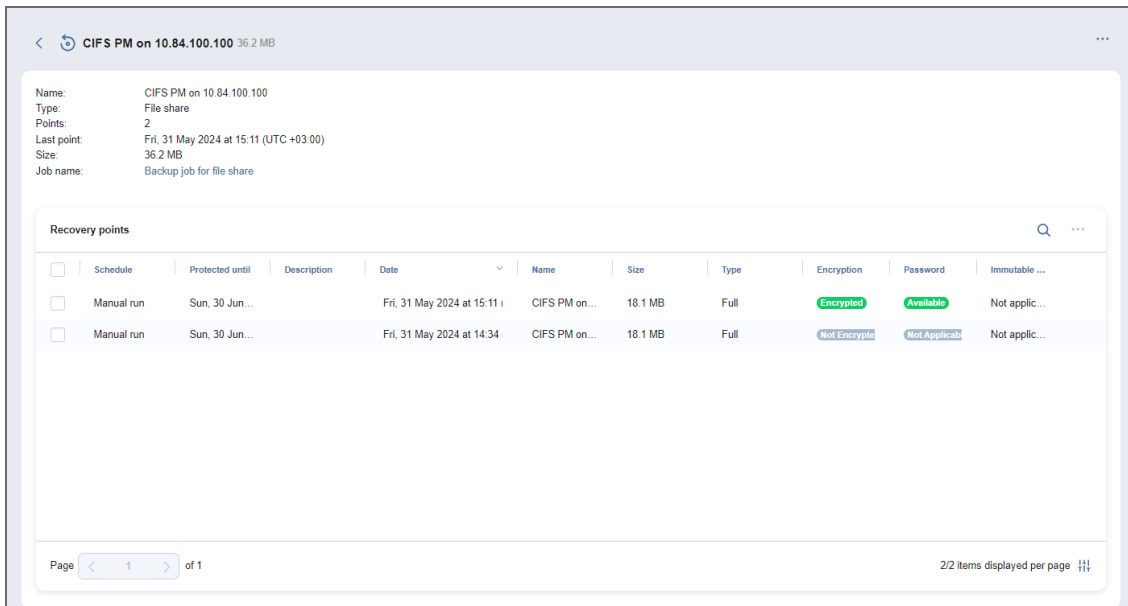 CIFS PM on 10.84.100.100 36.2 MB
Name: CIFS PM on 10.84.100.100
Type: File share
Points: 2
Last point: Fri, 31 May 2024 at 15:11 (UTC +03:00)
Size: 36.2 MB
Job name: Backup job for file share
Recovery points
Schedule Protected until Description Date Name Size Type Encryption Password Immutable ...
Manual run Sun, 30 Jun... Fri, 31 May 2024 at 15:11 ( CIFS PM on... 18.1 MB Full Encrypted Available Not applic...
Manual run Sun, 30 Jun... Fri, 31 May 2024 at 14:34 CIFS PM on... 18.1 MB Full Not Encrypte Not Applicab Not applic...
Page 1 of 1
2/2 items displayed per page